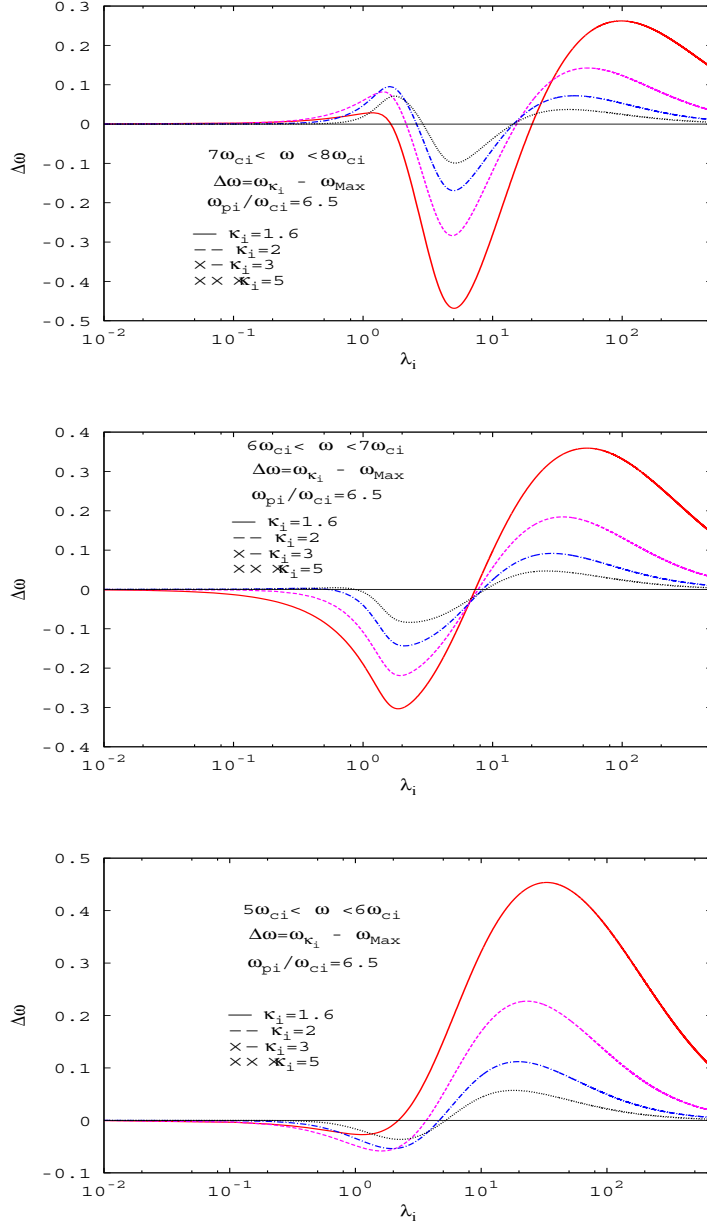 0.3
0.2
0.1
0
-0.1
-0.2
-0.3
-0.4
-0.5
Δω
7ω_ci< ω <8ω_ci
Δω=ω_κ_i - ω_Max
ω_pi/ω_ci=6.5
κ_i=1.6
κ_i=2
κ_i=3
κ_i=5
10^-2 10^-1 10^0 10^1 10^2
λ_i
0.4
0.3
0.2
0.1
0
-0.1
-0.2
-0.3
-0.4
Δω
6ω_ci< ω <7ω_ci
Δω=ω_κ_i - ω_Max
ω_pi/ω_ci=6.5
κ_i=1.6
κ_i=2
κ_i=3
κ_i=5
10^-2 10^-1 10^0 10^1 10^2
λ_i
0.5
0.4
0.3
0.2
0.1
0
-0.1
Δω
5ω_ci< ω <6ω_ci
Δω=ω_κ_i - ω_Max
ω_pi/ω_ci=6.5
κ_i=1.6
κ_i=2
κ_i=3
κ_i=5
10^-2 10^-1 10^0 10^1 10^2
λ_i